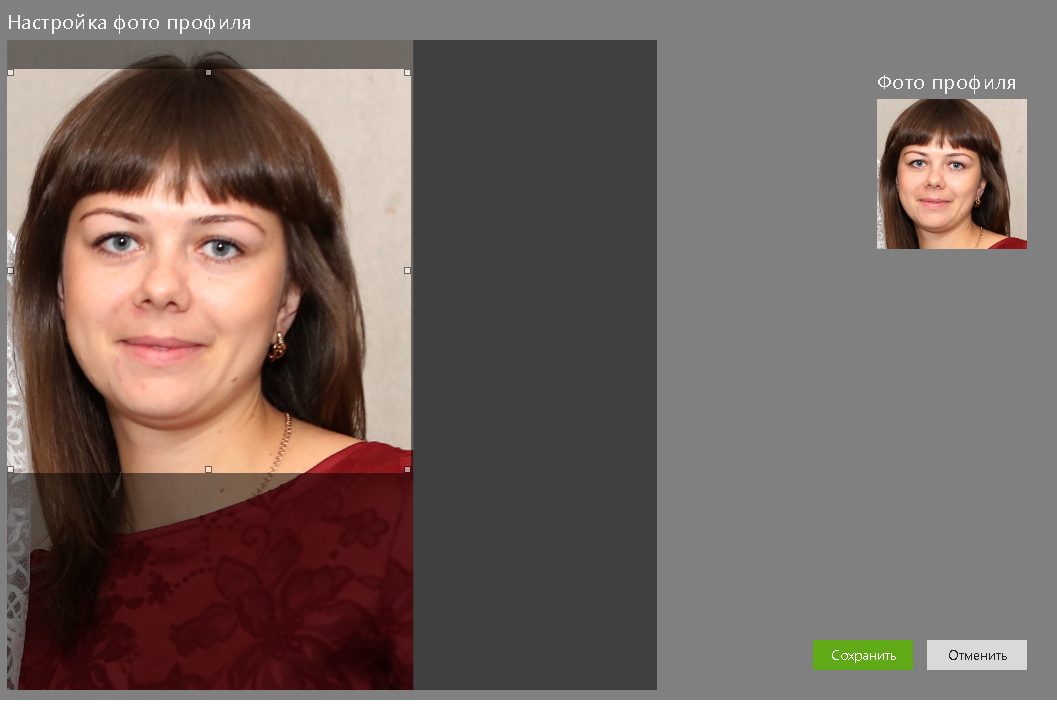 Настройка фото профиля
Фото профиля
Сохранить
Отменить